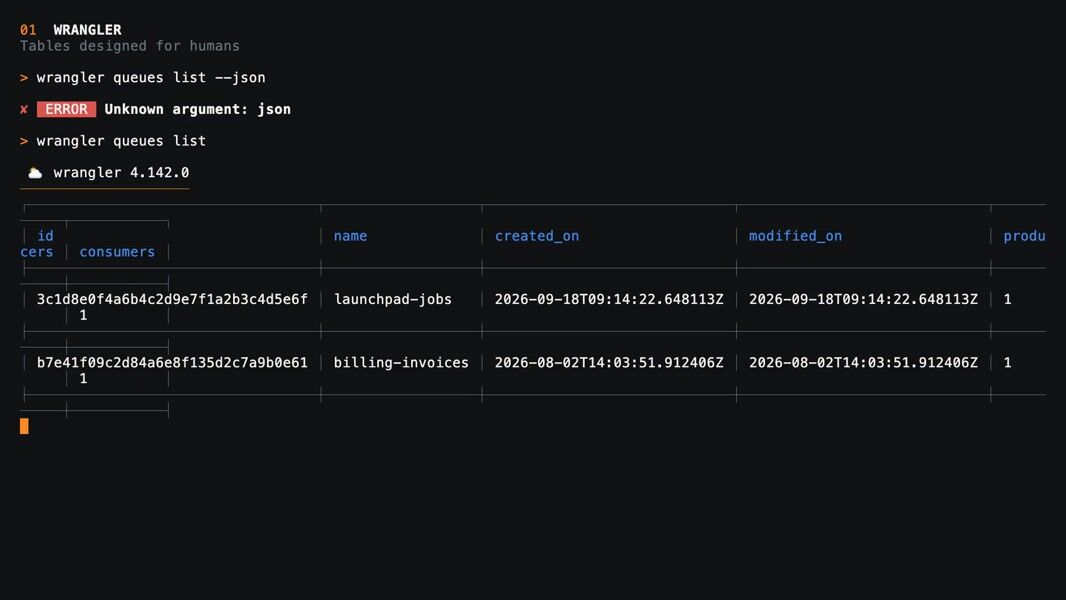 01 WRANGLER
Tables designed for humans
> wrangler queues list --json
✘ ERROR Unknown argument: json
> wrangler queues list
⛅ wrangler 4.142.0
id name created_on modified_on produ
cers consumers
3c1d8e0f4a6b4c2d9e7f1a2b3c4d5e6f launchpad-jobs 2026-09-18T09:14:22.648113Z 2026-09-18T09:14:22.648113Z 1
1
b7e41f09c2d84a6e8f135d2c7a9b0e61 billing-invoices 2026-08-02T14:03:51.912406Z 2026-08-02T14:03:51.912406Z 1
1